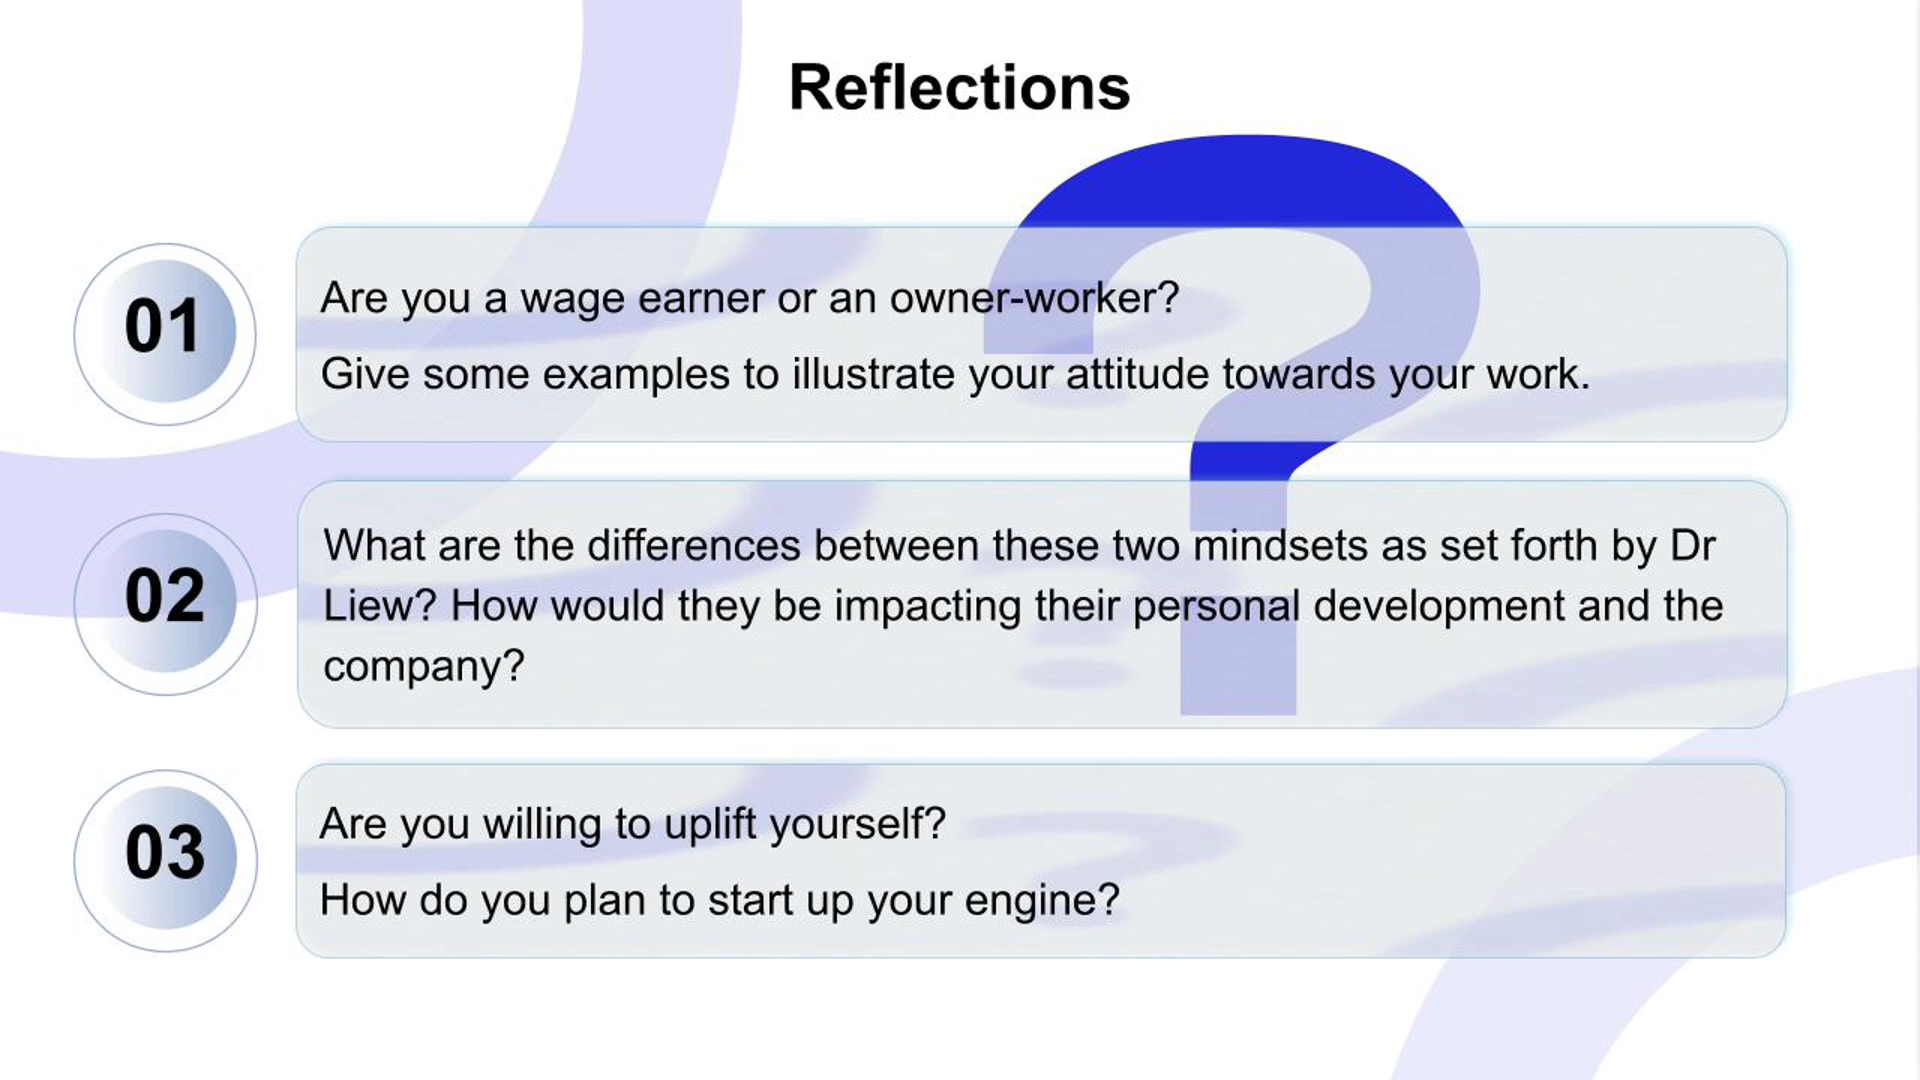 Reflections
01
Are you a wage earner or an owner-worker?
Give some examples to illustrate your attitude towards your work.
02
What are the differences between these two mindsets as set forth by Dr
Liew? How would they be impacting their personal development and the
company?
03
Are you willing to uplift yourself?
How do you plan to start up your engine?